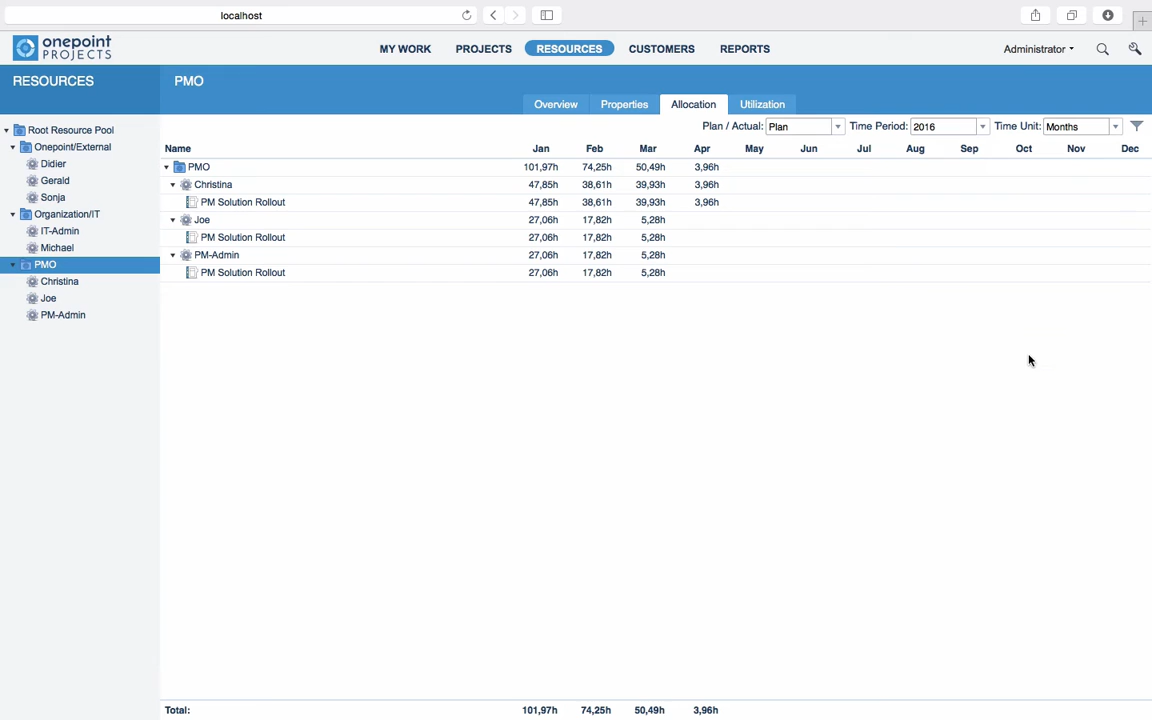 localhost
onepoint
PROJECTS
MY WORK PROJECTS RESOURCES CUSTOMERS REPORTS
Administrator
RESOURCES
PMO
Overview Properties Allocation Utilization
Plan / Actual: Plan Time Period: 2016 Time Unit: Months
Root Resource Pool
Onepoint/External
Didier
Gerald
Sonja
Organization/IT
IT-Admin
Michael
PMO
Christina
Joe
PM-Admin
Name Jan Feb Mar Apr May Jun Jul Aug Sep Oct Nov Dec
PMO 101,97h 74,25h 50,49h 3,96h
Christina 47,85h 38,61h 39,93h 3,96h
PM Solution Rollout 47,85h 38,61h 39,93h 3,96h
Joe 27,06h 17,82h 5,28h
PM Solution Rollout 27,06h 17,82h 5,28h
PM-Admin 27,06h 17,82h 5,28h
PM Solution Rollout 27,06h 17,82h 5,28h
Total: 101,97h 74,25h 50,49h 3,96h